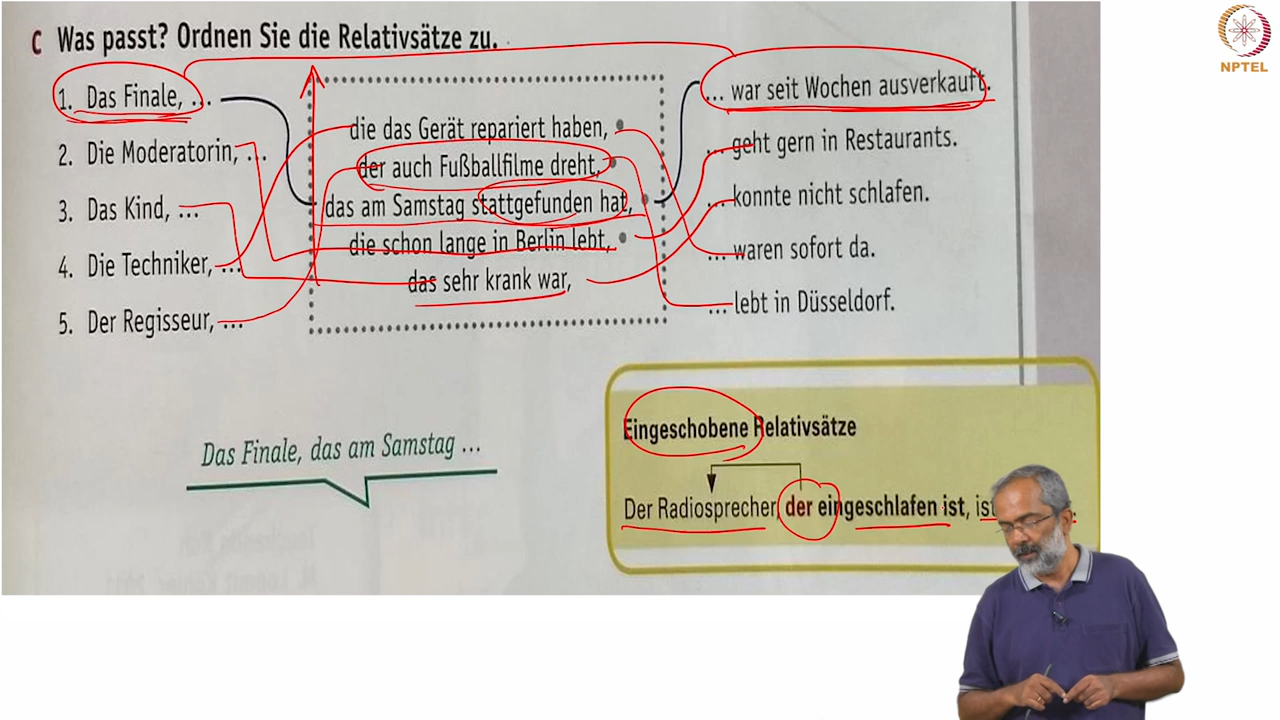 C Was passt? Ordnen Sie die Relativsätze zu.
1. Das Finale, ...
2. Die Moderatorin, ...
3. Das Kind, ...
4. Die Techniker, ...
5. Der Regisseur, ...
die das Gerät repariert haben,
der auch Fußballfilme dreht,
das am Samstag stattgefunden hat,
die schon lange in Berlin lebt,
das sehr krank war,
... war seit Wochen ausverkauft.
... geht gern in Restaurants.
... konnte nicht schlafen.
... waren sofort da.
... lebt in Düsseldorf.
Das Finale, das am Samstag ...
Eingeschobene Relativsätze
Der Radiosprecher, der eingeschlafen ist, ist
NPTEL